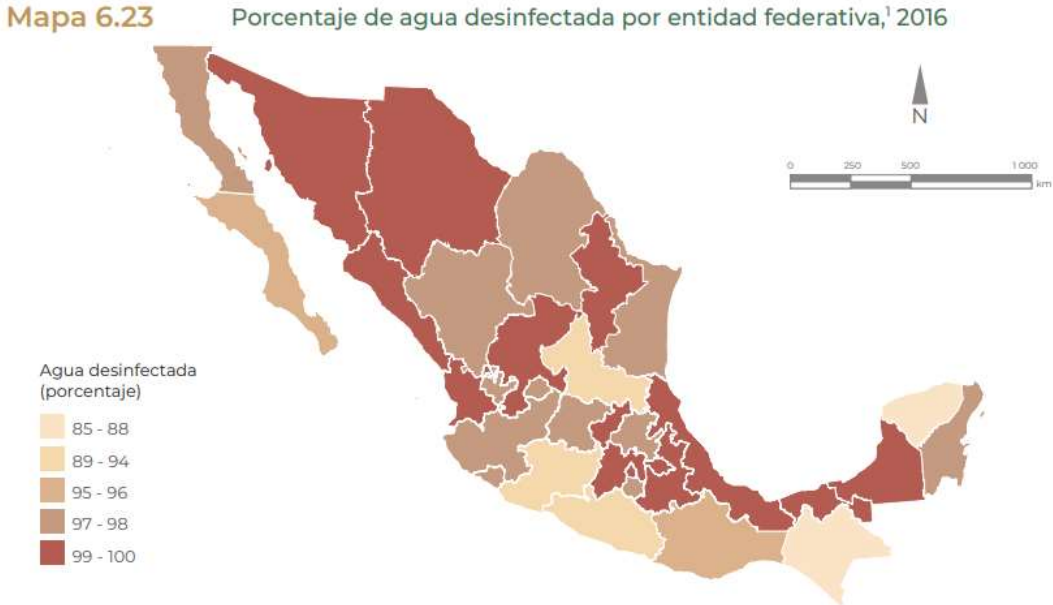 Mapa 6.23 Porcentaje de agua desinfectada por entidad federativa,¹ 2016
N
0 250 500 1 000
km
Agua desinfectada
(porcentaje)
85 - 88
89 - 94
95 - 96
97 - 98
99 - 100